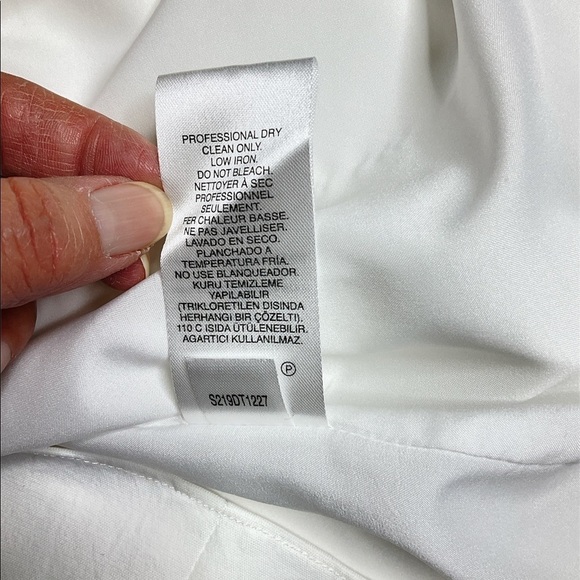 PROFESSIONAL DRY
CLEAN ONLY.
LOW IRON.
DO NOT BLEACH.
NETTOYER À SEC
PROFESSIONNEL
SEULEMENT.
FER CHALEUR BASSE.
NE PAS JAVELLISER.
LAVADO EN SECO.
PLANCHADO A
TEMPERATURA FRÍA.
NO USE BLANQUEADOR.
KURU TEMIZLEME
YAPILABILIR
(TRIKLORETILEN DISINDA
HERHANGI BIR ÇÖZELTI).
110 C ISIDA ÜTÜLENEBILIR.
AGARTICI KULLANILMAZ.
P
S219DT1227